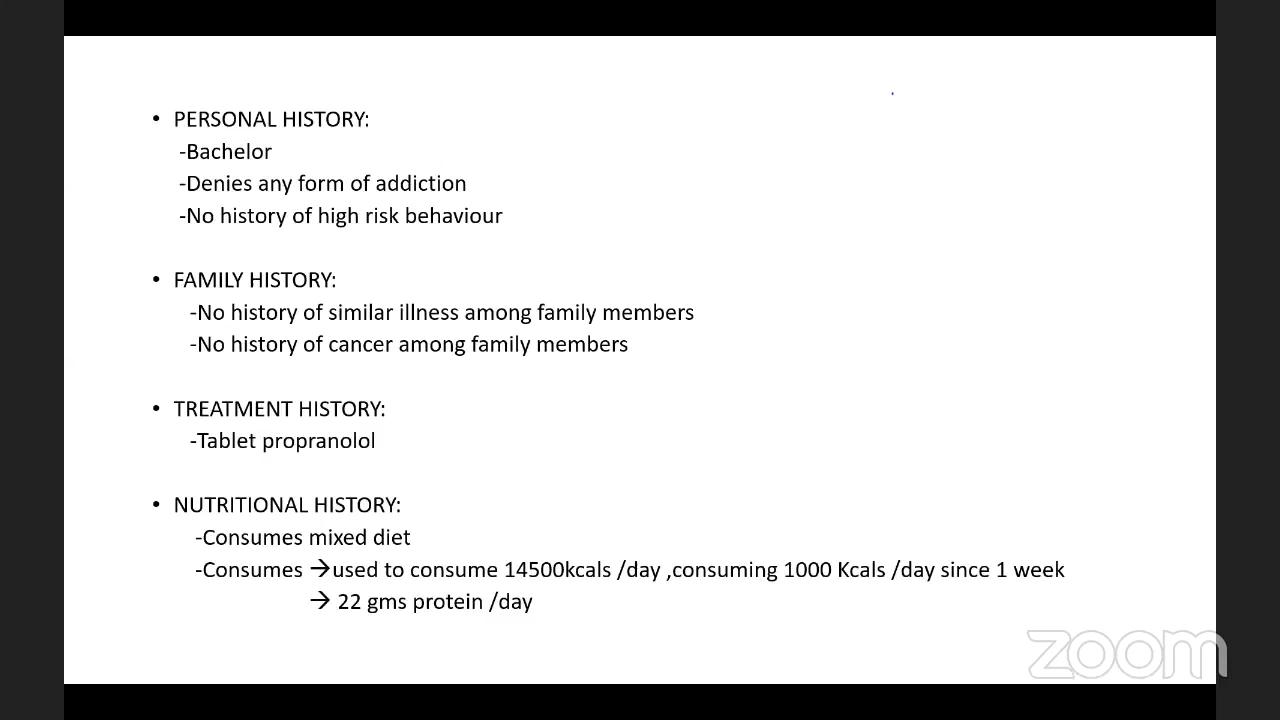 • PERSONAL HISTORY:
-Bachelor
-Denies any form of addiction
-No history of high risk behaviour
• FAMILY HISTORY:
-No history of similar illness among family members
-No history of cancer among family members
• TREATMENT HISTORY:
-Tablet propranolol
• NUTRITIONAL HISTORY:
-Consumes mixed diet
-Consumes →used to consume 14500kcals /day ,consuming 1000 Kcals /day since 1 week
→ 22 gms protein /day
zoom